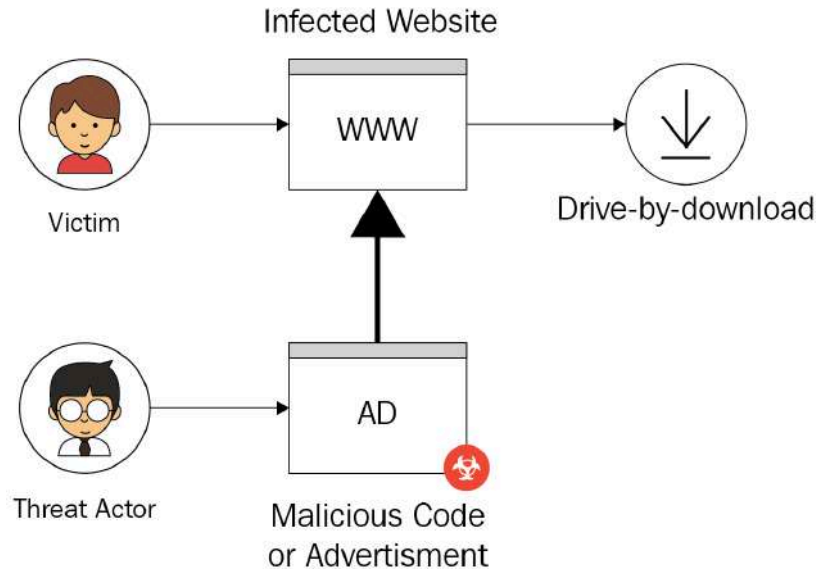 Infected Website
WWW
Victim
Drive-by-download
AD
Threat Actor
Malicious Code
or Advertisment